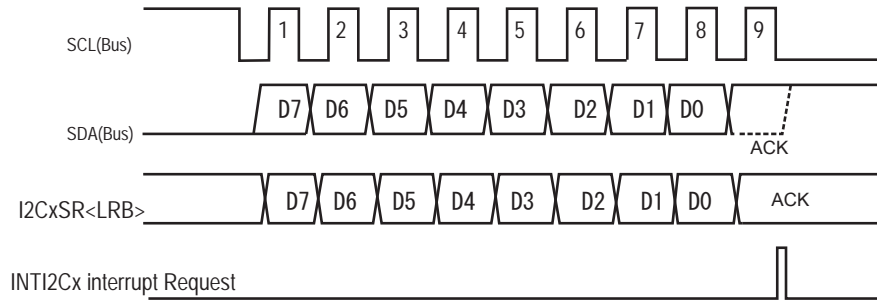 SCL(Bus) 1 2 3 4 5 6 7 8 9
SDA(Bus) D7 D6 D5 D4 D3 D2 D1 D0
ACK
I2CxSR<LRB> D7 D6 D5 D4 D3 D2 D1 D0 ACK
INTI2Cx interrupt Request